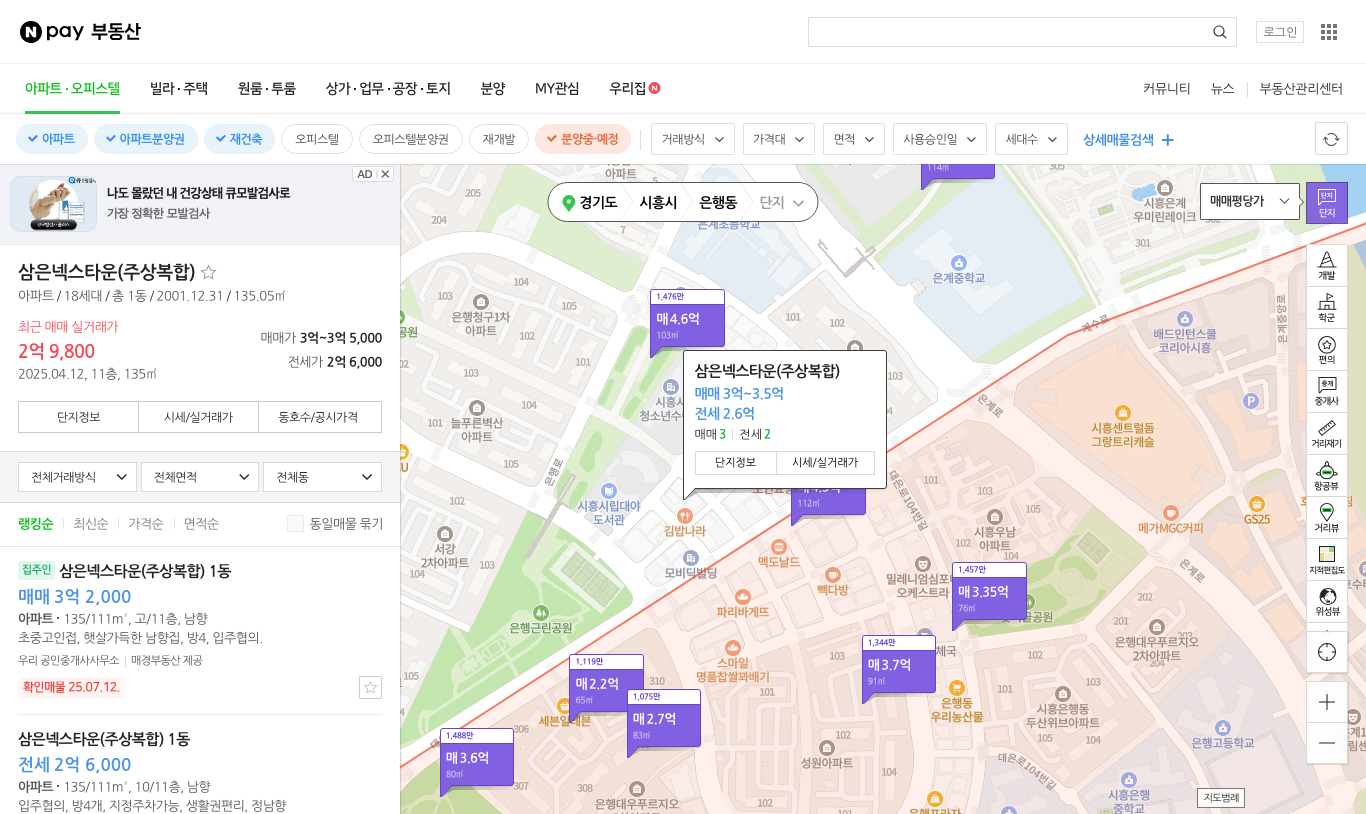 N pay 부동산
로그인
아파트·오피스텔 빌라·주택 원룸·투룸 상가·업무·공장·토지 분양 MY관심 우리집 N
커뮤니티 뉴스 부동산관리센터
아파트 아파트분양권 재건축 오피스텔 오피스텔분양권 재개발 분양중·예정
거래방식 가격대 면적 사용승인일 세대수 상세매물검색
AD
나도 몰랐던 내 건강상태 큐모발검사로
가장 정확한 모발검사
삼은넥스타운(주상복합)
아파트 / 18세대 / 총 1동 / 2001.12.31 / 135.05㎡
최근 매매 실거래가
2억 9,800
2025.04.12, 11층, 135㎡
매매가 3억~3억 5,000
전세가 2억 6,000
단지정보 시세/실거래가 동호수/공시가격
전체거래방식 전체면적 전체동
랭킹순 최신순 가격순 면적순 동일매물 묶기
집주인 삼은넥스타운(주상복합) 1동
매매 3억 2,000
아파트 · 135/111㎡, 고/11층, 남향
초중고인접, 햇살가득한 남향집, 방4, 입주협의.
우리 공인중개사사무소 매경부동산 제공
확인매물 25.07.12.
삼은넥스타운(주상복합) 1동
전세 2억 6,000
아파트 · 135/111㎡, 10/11층, 남향
입주협의, 방4개, 지정주차가능, 생활권편리, 정남향
경기도 시흥시 은행동 단지
매매평당가
단지
단지
개발
학군
편의
중개
중개사
거리재기
항공뷰
거리뷰
지적편집도
위성뷰
지도범례
114㎡
1,476만
매4.6억
103㎡
삼은넥스타운(주상복합)
매매 3억~3.5억
전세 2.6억
매매 3 전세 2
단지정보 시세/실거래가
112㎡
1,457만
매3.35억
76㎡
1,344만
매3.7억
91㎡
1,119만
매2.2억
65㎡
1,075만
매2.7억
83㎡
1,488만
매3.6억
80㎡
아파트
205
204
203
7
은계초등학교
시흥은계
우미린레이크
301
302
은계중학교
103
104
105
101
102
은행청구1차
아파트
공원
계수로
배드민턴스쿨
코리아시흥
은계중앙로
P
늘푸른벽산
아파트
은행로
은계로
시흥센트럴돔
그랑트리캐슬
대은로104번길
시흥시립대야
도서관
김밥나라
모비딕빌딩
맥도날드
빽다방
파리바게뜨
스마일
명품찹쌀꽈배기
서강
2차아파트
은행근린공원
세븐일레븐
시흥우남
아파트
메가MGC커피
GS25
밀레니엄심포니
오케스트라
은행대우푸르지오
2차아파트
은행동
우리농산물
시흥은행동
두산위브아파트
성원아파트
은행고등학교
대은로104번길
시흥은행
중학교
은행대우푸르지오